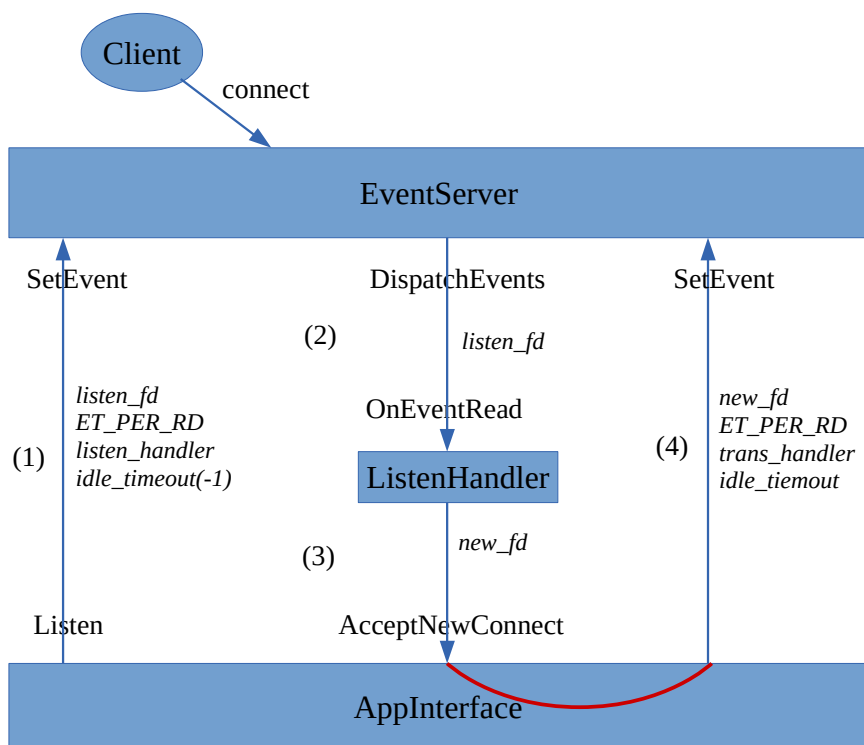 Client
connect
EventServer
SetEvent
DispatchEvents
SetEvent
(2)
listen_fd
listen_fd
ET_PER_RD
listen_handler
idle_timeout(-1)
(1)
OnEventRead
new_fd
ET_PER_RD
trans_handler
idle_tiemout
(4)
ListenHandler
(3)
new_fd
Listen
AcceptNewConnect
AppInterface